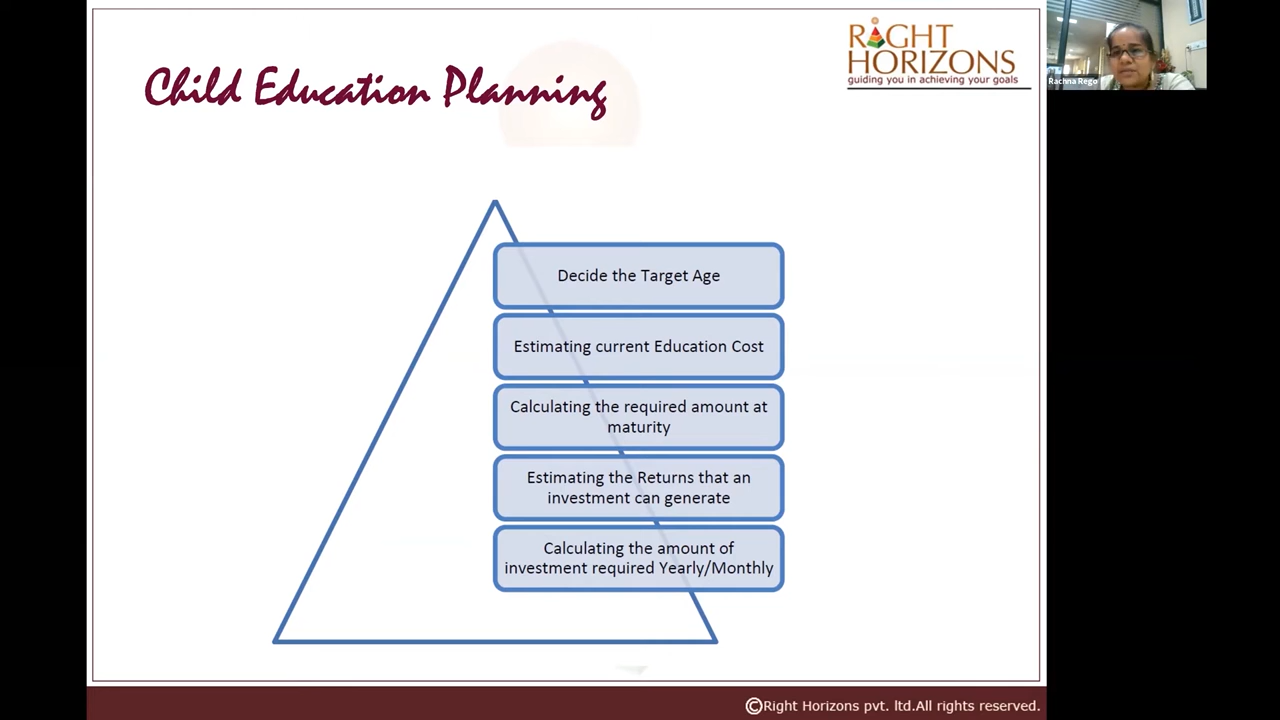 Child Education Planning
RIGHT
HORIZONS
guiding you in achieving your goals
Rachna Rego
Decide the Target Age
Estimating current Education Cost
Calculating the required amount at
maturity
Estimating the Returns that an
investment can generate
Calculating the amount of
investment required Yearly/Monthly
©Right Horizons pvt. ltd.All rights reserved.